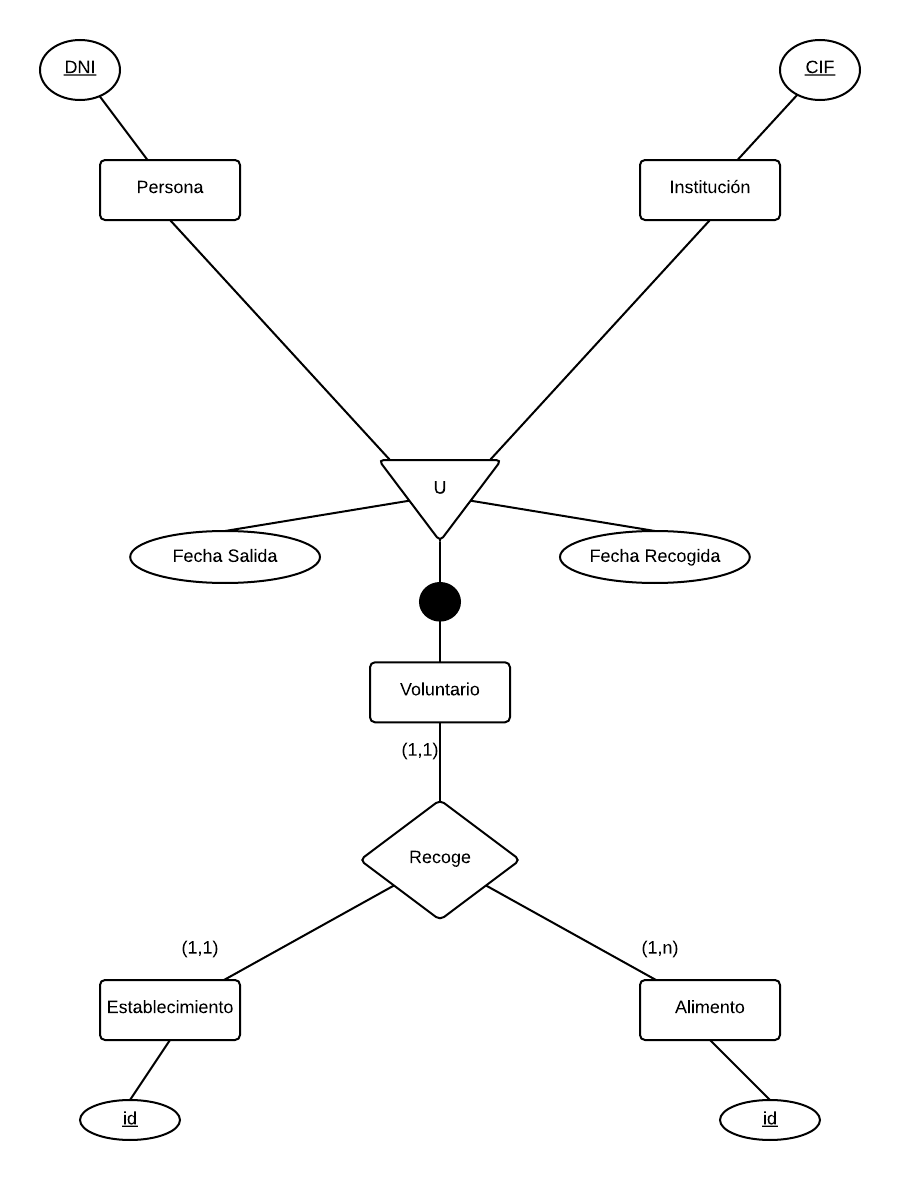 DNI
CIF
Persona
Institución
U
Fecha Salida
Fecha Recogida
Voluntario
(1,1)
Recoge
(1,1)
(1,n)
Establecimiento
Alimento
id
id